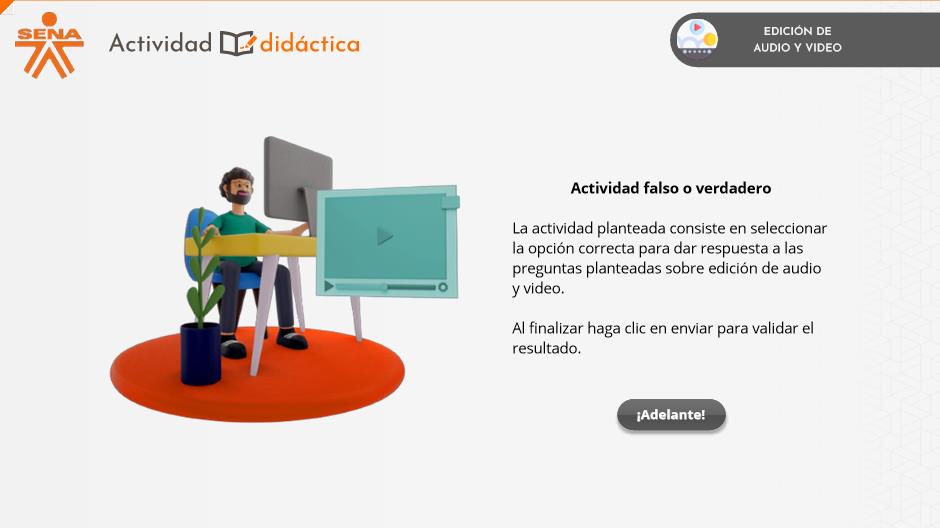 SENA
Actividad didáctica
EDICIÓN DE
AUDIO Y VIDEO
Actividad falso o verdadero
La actividad planteada consiste en seleccionar
la opción correcta para dar respuesta a las
preguntas planteadas sobre edición de audio
y video.
Al finalizar haga clic en enviar para validar el
resultado.
¡Adelante!